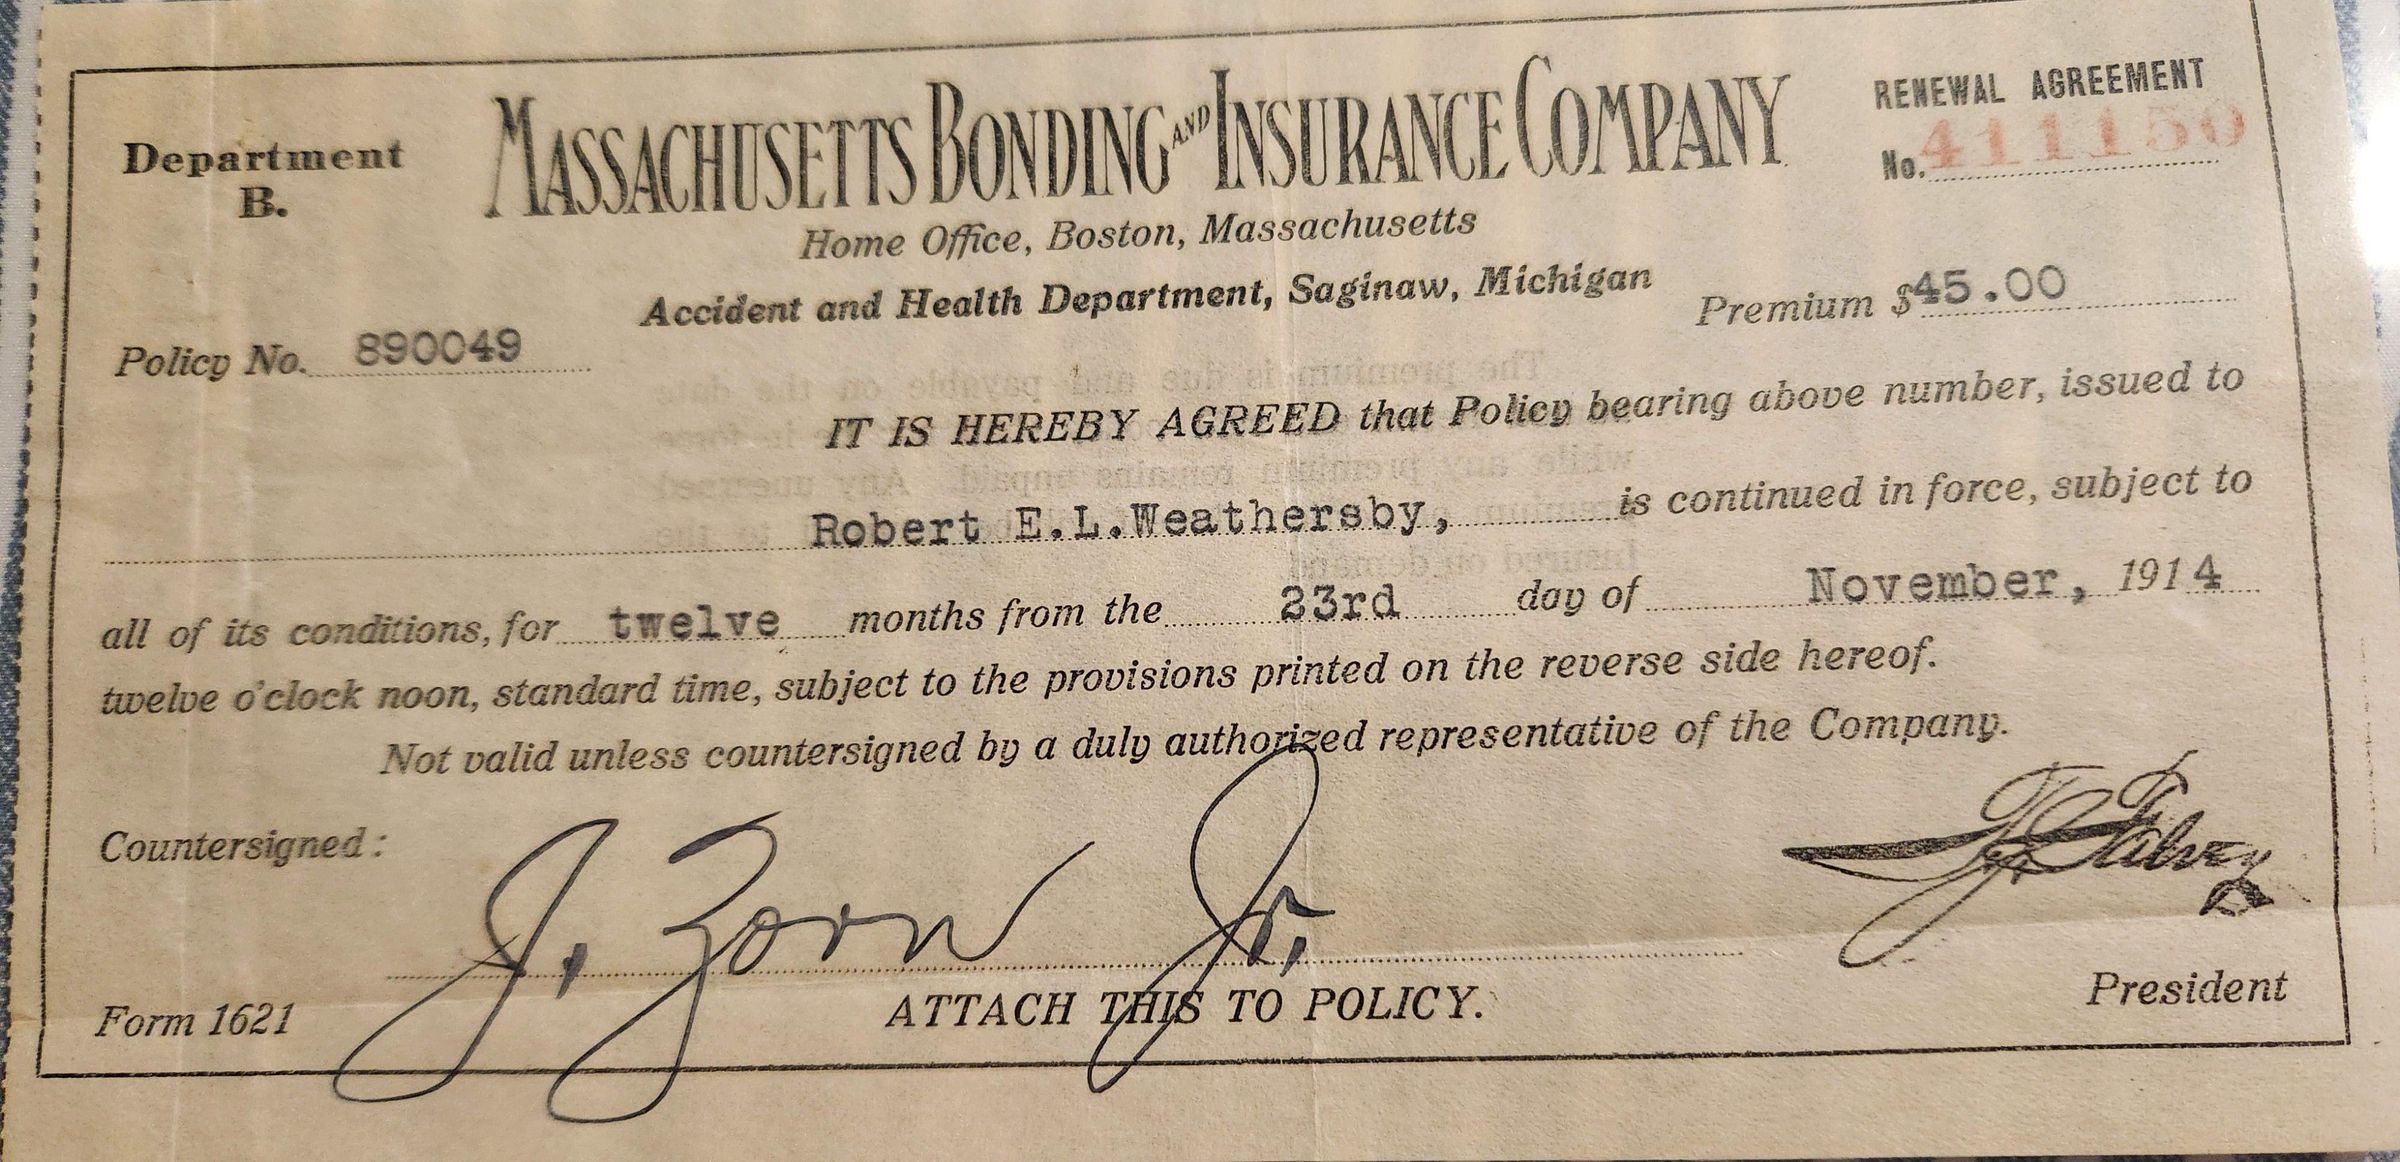 Department
B.
MASSACHUSETTS BONDING AND INSURANCE COMPANY
RENEWAL AGREEMENT
No. 411150
Home Office, Boston, Massachusetts
Accident and Health Department, Saginaw, Michigan
Premium $45.00
Policy No. 890049
IT IS HEREBY AGREED that Policy bearing above number, issued to
Robert E.L.Weathersby, is continued in force, subject to
all of its conditions, for twelve months from the 23rd day of November, 1914
twelve o'clock noon, standard time, subject to the provisions printed on the reverse side hereof.
Not valid unless countersigned by a duly authorized representative of the Company.
Countersigned:
J. Zorn Jr.
T. J. Falvey
President
Form 1621
ATTACH THIS TO POLICY.